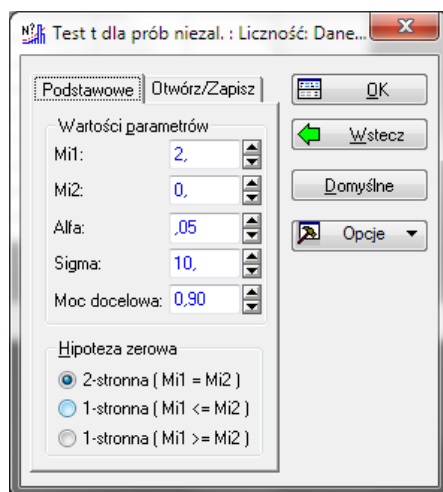 N?
Test t dla prób niezal. : Liczność: Dane...
Podstawowe
Otwórz/Zapisz
Wartości parametrów
Mi1: 2,
Mi2: 0,
Alfa: ,05
Sigma: 10,
Moc docelowa: 0,90
Hipoteza zerowa
2-stronna ( Mi1 = Mi2 )
1-stronna ( Mi1 <= Mi2 )
1-stronna ( Mi1 >= Mi2 )
OK
Wstecz
Domyślne
Opcje